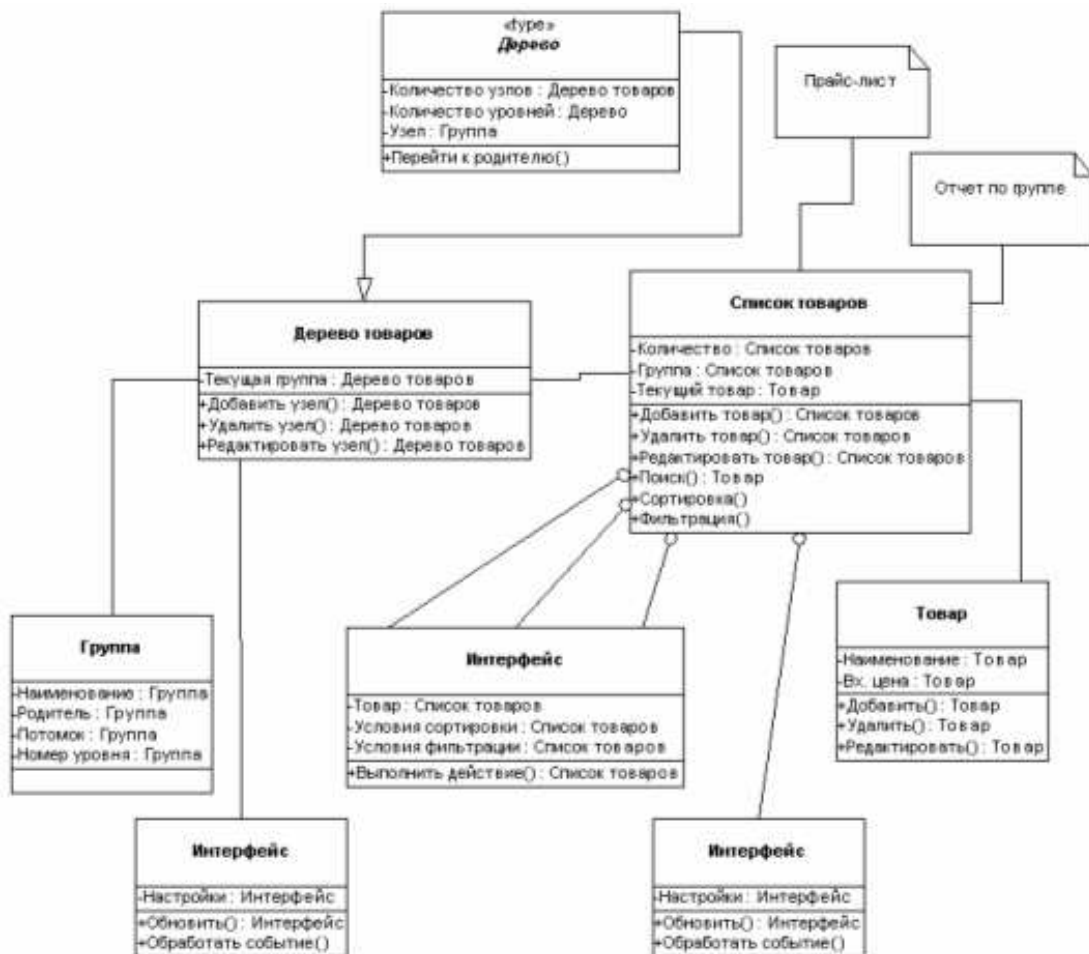 «type»
Дерево
-Количество узлов : Дерево товаров
-Количество уровней : Дерево
-Узел : Группа
+Перейти к родителю()
Прайс-лист
Отчет по группе
Дерево товаров
-Текущая группа : Дерево товаров
+Добавить узел() : Дерево товаров
+Удалить узел() : Дерево товаров
+Редактировать узел() : Дерево товаров
Список товаров
-Количество : Список товаров
-Группа : Список товаров
-Текущий товар : Товар
+Добавить товар() : Список товаров
+Удалить товар() : Список товаров
+Редактировать товар() : Список товаров
+Поиск() : Товар
+Сортировка()
+Фильтрация()
Группа
-Наименование : Группа
-Родитель : Группа
-Потомок : Группа
-Номер уровня : Группа
Интерфейс
-Товар : Список товаров
-Условия сортировки : Список товаров
-Условия фильтрации : Список товаров
+Выполнить действие() : Список товаров
Товар
-Наименование : Товар
-Вх. цена : Товар
+Добавить() : Товар
+Удалить() : Товар
+Редактировать() : Товар
Интерфейс
-Настройки : Интерфейс
+Обновить() : Интерфейс
+Обработать событие()
Интерфейс
-Настройки : Интерфейс
+Обновить() : Интерфейс
+Обработать событие()